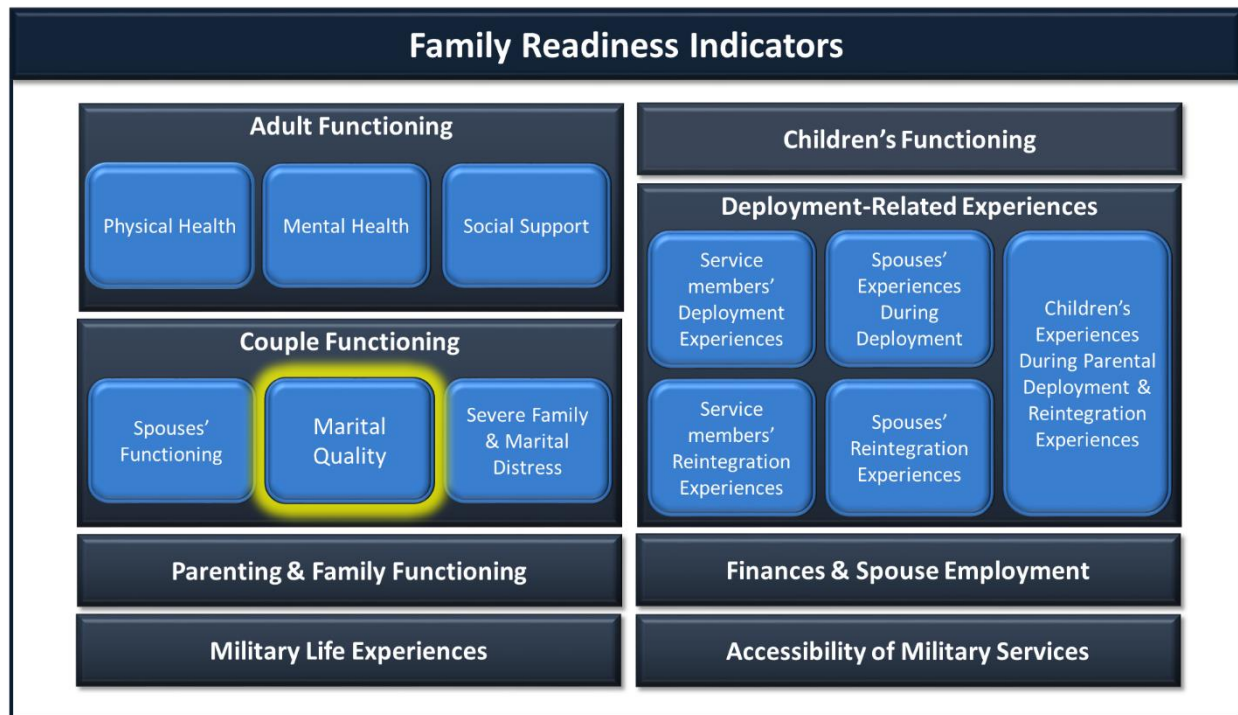 Family Readiness Indicators
Adult Functioning
Physical Health
Mental Health
Social Support
Couple Functioning
Spouses’
Functioning
Marital
Quality
Severe Family
& Marital
Distress
Parenting & Family Functioning
Military Life Experiences
Children’s Functioning
Deployment-Related Experiences
Service
members’
Deployment
Experiences
Spouses’
Experiences
During
Deployment
Children’s
Experiences
During Parental
Deployment &
Reintegration
Experiences
Service
members’
Reintegration
Experiences
Spouses’
Reintegration
Experiences
Finances & Spouse Employment
Accessibility of Military Services